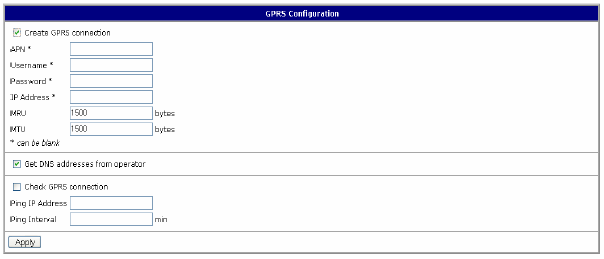 GPRS Configuration
Create GPRS connection
APN *
Username *
Password *
IP Address *
MRU 1500 bytes
MTU 1500 bytes
* can be blank
Get DNS addresses from operator
Check GPRS connection
Ping IP Address
Ping Interval min
Apply